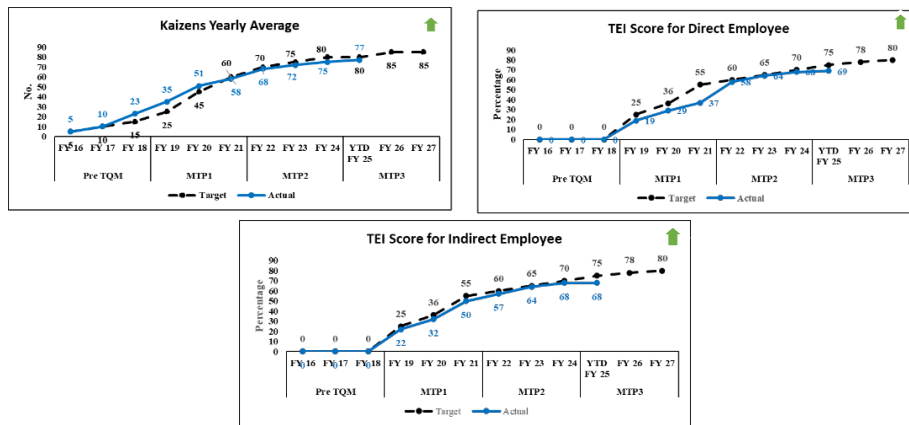 Kaizens Yearly Average
No.
90
80
70
60
50
40
30
20
10
0
5 10 23 35 51 60 70 75 80 77
5 10 15 25 45 58 68 72 75 80 85 85
FY 16 FY 17 FY 18 FY 19 FY 20 FY 21 FY 22 FY 23 FY 24 YTD FY 25 FY 26 FY 27
Pre TQM MTP1 MTP2 MTP3
Target Actual
TEI Score for Direct Employee
Percentage
90
80
70
60
50
40
30
20
10
0
0 0 0 25 36 55 60 65 70 75 78 80
0 0 0 19 29 37 58 64 68 69
FY 16 FY 17 FY 18 FY 19 FY 20 FY 21 FY 22 FY 23 FY 24 YTD FY 25 FY 26 FY 27
Pre TQM MTP1 MTP2 MTP3
Target Actual
TEI Score for Indirect Employee
Percentage
90
80
70
60
50
40
30
20
10
0
0 0 0 25 36 55 60 65 70 75 78 80
0 0 0 22 32 50 57 64 68 68
FY 16 FY 17 FY 18 FY 19 FY 20 FY 21 FY 22 FY 23 FY 24 YTD FY 25 FY 26 FY 27
Pre TQM MTP1 MTP2 MTP3
Target Actual